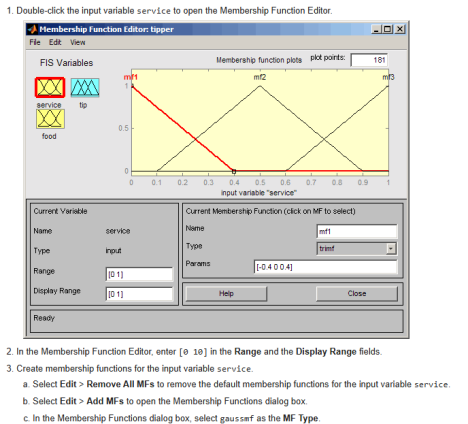 1. Double-click the input variable service to open the Membership Function Editor.
Membership Function Editor: tipper
File Edit View
FIS Variables
Membership function plots plot points: 181
service tip
food
mf1 mf2 mf3
1
0.5
0
0 0.1 0.2 0.3 0.4 0.5 0.6 0.7 0.8 0.9 1
input variable "service"
Current Variable
Name service
Type input
Range [0 1]
Display Range [0 1]
Current Membership Function (click on MF to select)
Name mf1
Type trimf
Params [-0.4 0 0.4]
Help Close
Ready
2. In the Membership Function Editor, enter [0 10] in the Range and the Display Range fields.
3. Create membership functions for the input variable service.
a. Select Edit > Remove All MFs to remove the default membership functions for the input variable service.
b. Select Edit > Add MFs to open the Membership Functions dialog box.
c. In the Membership Functions dialog box, select gaussmf as the MF Type.